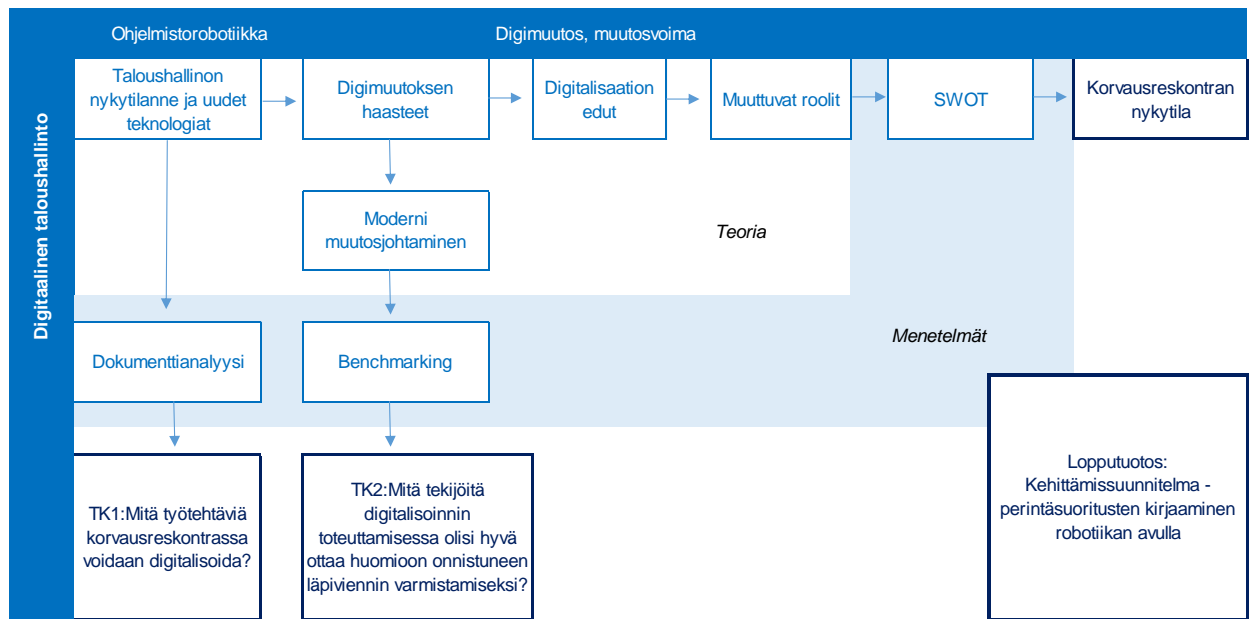 Ohjelmistorobotiikka
Digimuutos, muutosvoima
Digitaalinen taloushallinto
Taloushallinon
nykytilanne ja uudet
teknologiat
Digimuutoksen
haasteet
Digitalisaation
edut
Muuttuvat roolit
SWOT
Korvausreskontran
nykytila
Moderni
muutosjohtaminen
Teoria
Menetelmät
Dokumenttianalyysi
Benchmarking
TK1:Mitä työtehtäviä
korvausreskontrassa
voidaan digitalisoida?
TK2:Mitä tekijöitä
digitalisoinnin
toteuttamisessa olisi hyvä
ottaa huomioon onnistuneen
läpiviennin varmistamiseksi?
Lopputuotos:
Kehittämissuunnitelma -
perintäsuoritusten kirjaaminen
robotiikan avulla